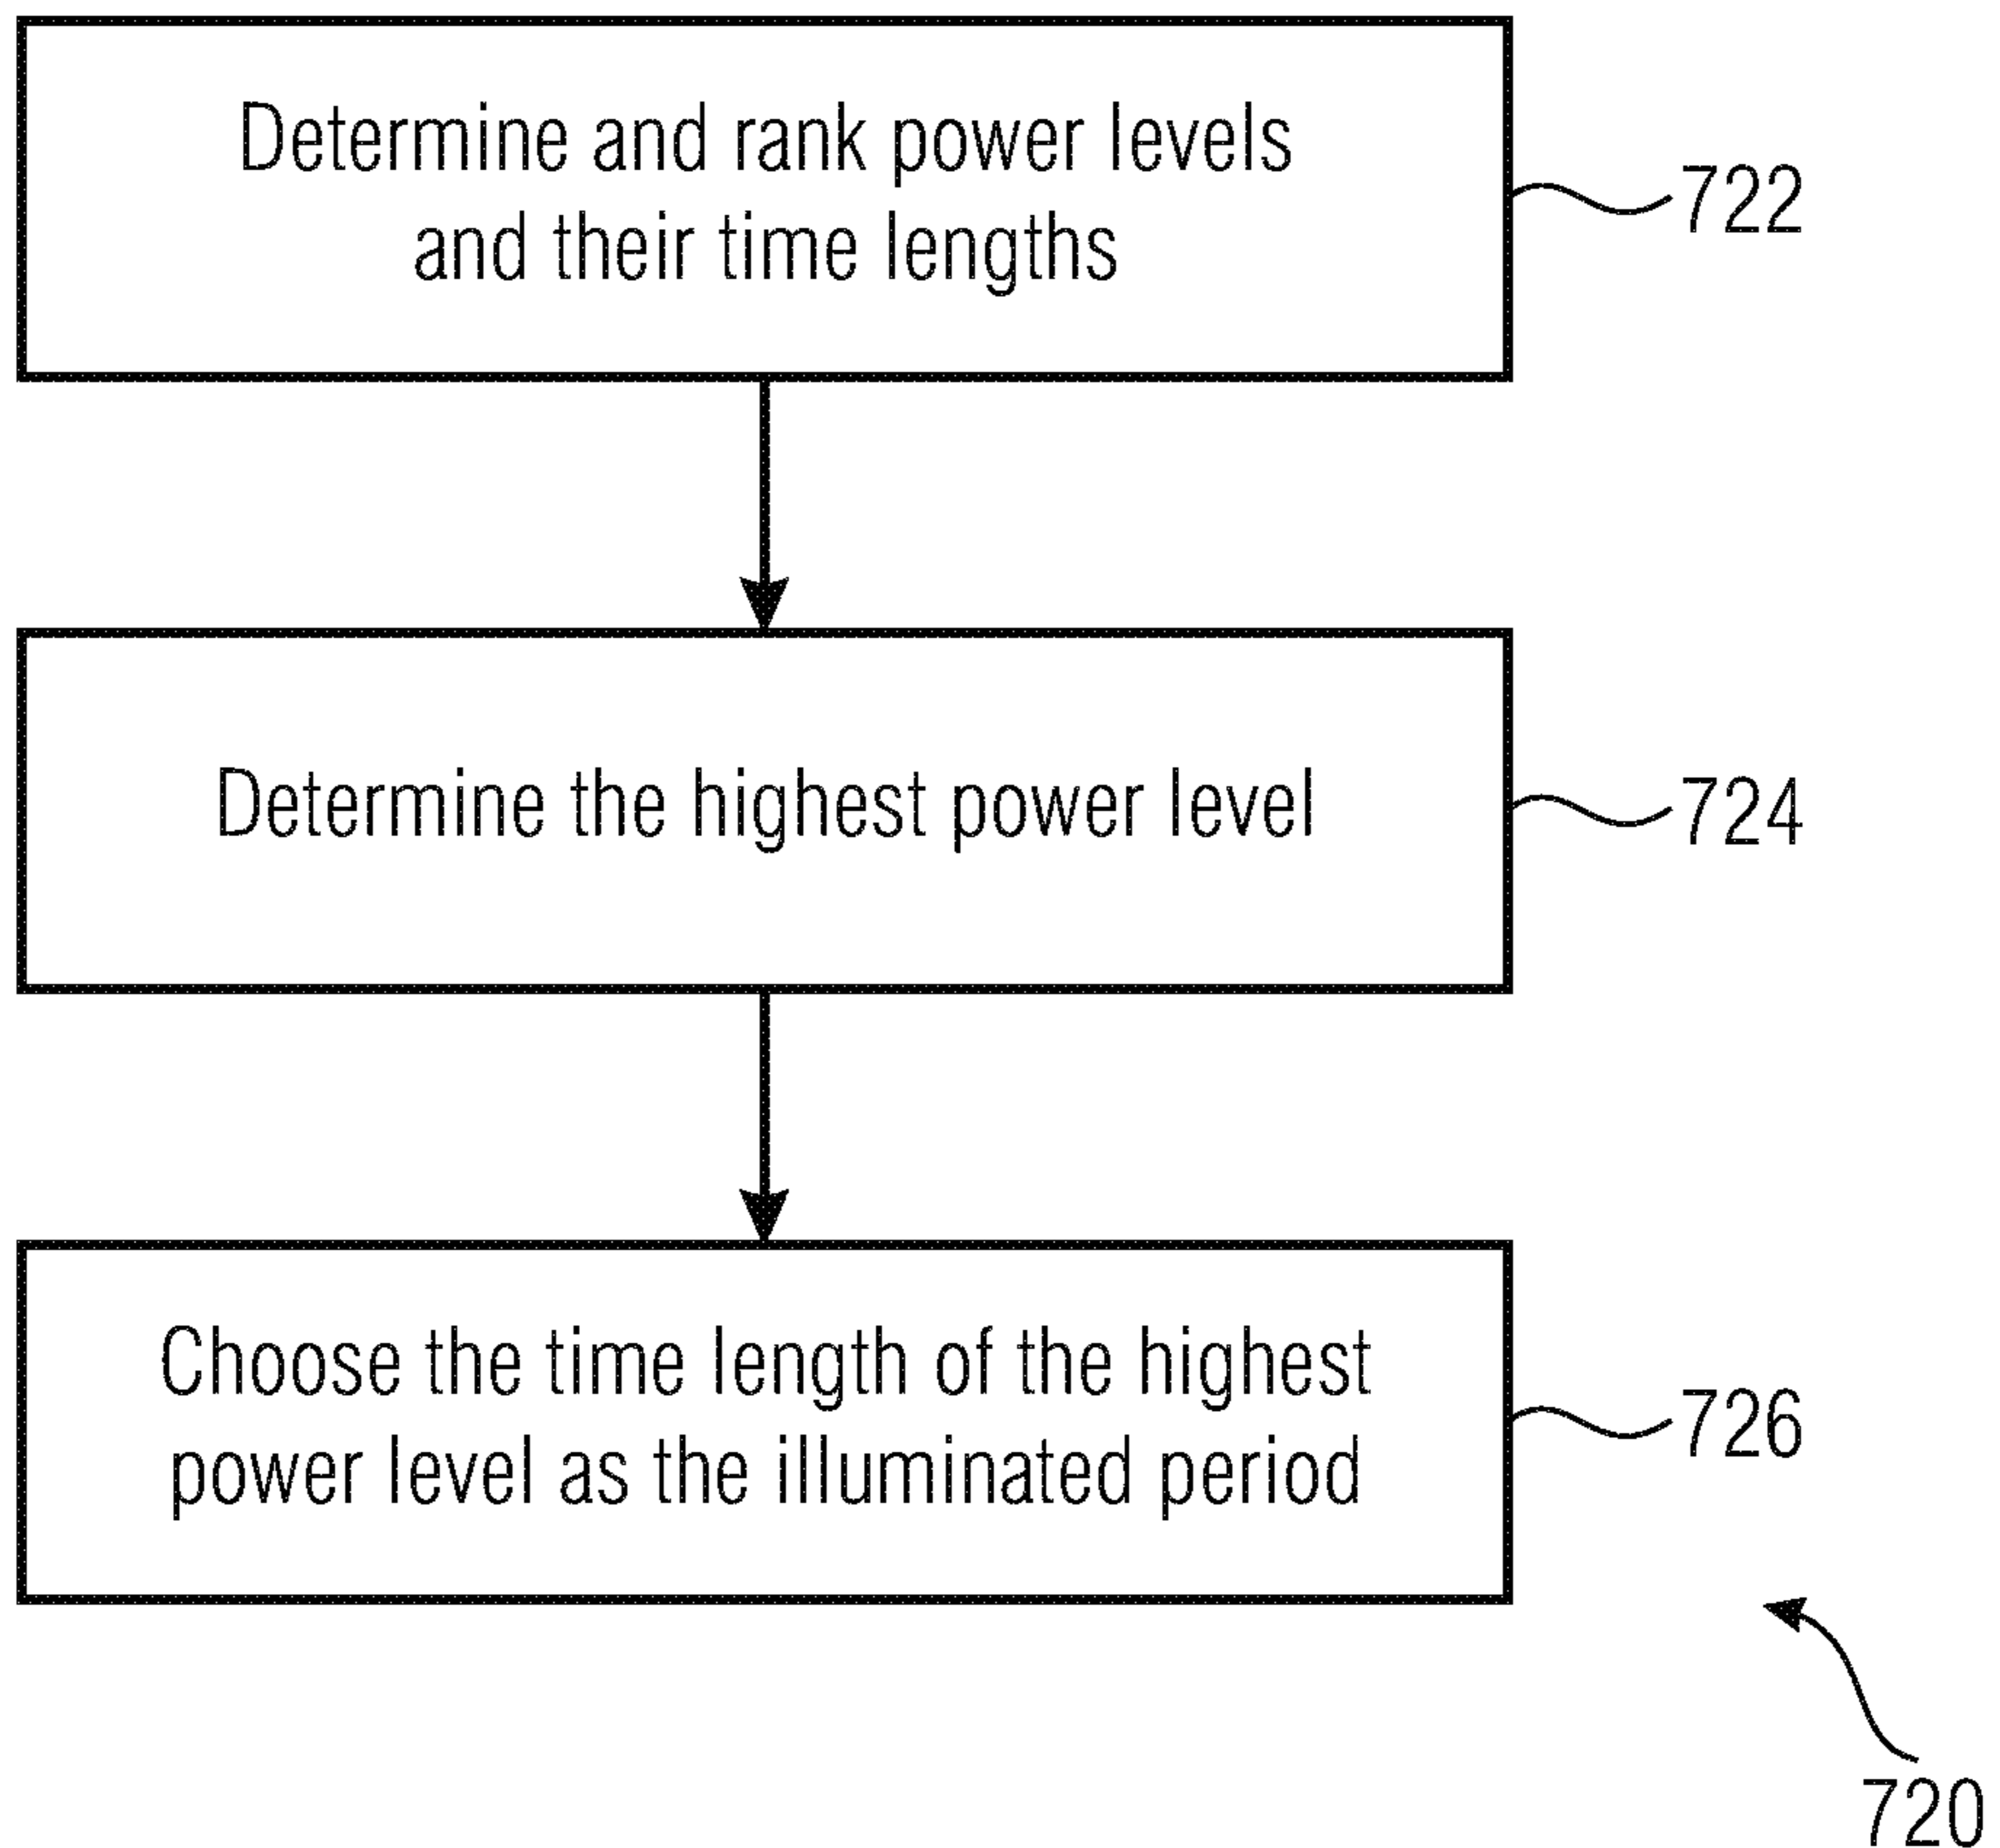 Determine and rank power levels
and their time lengths
722
Determine the highest power level
724
Choose the time length of the highest
power level as the illuminated period
726
720